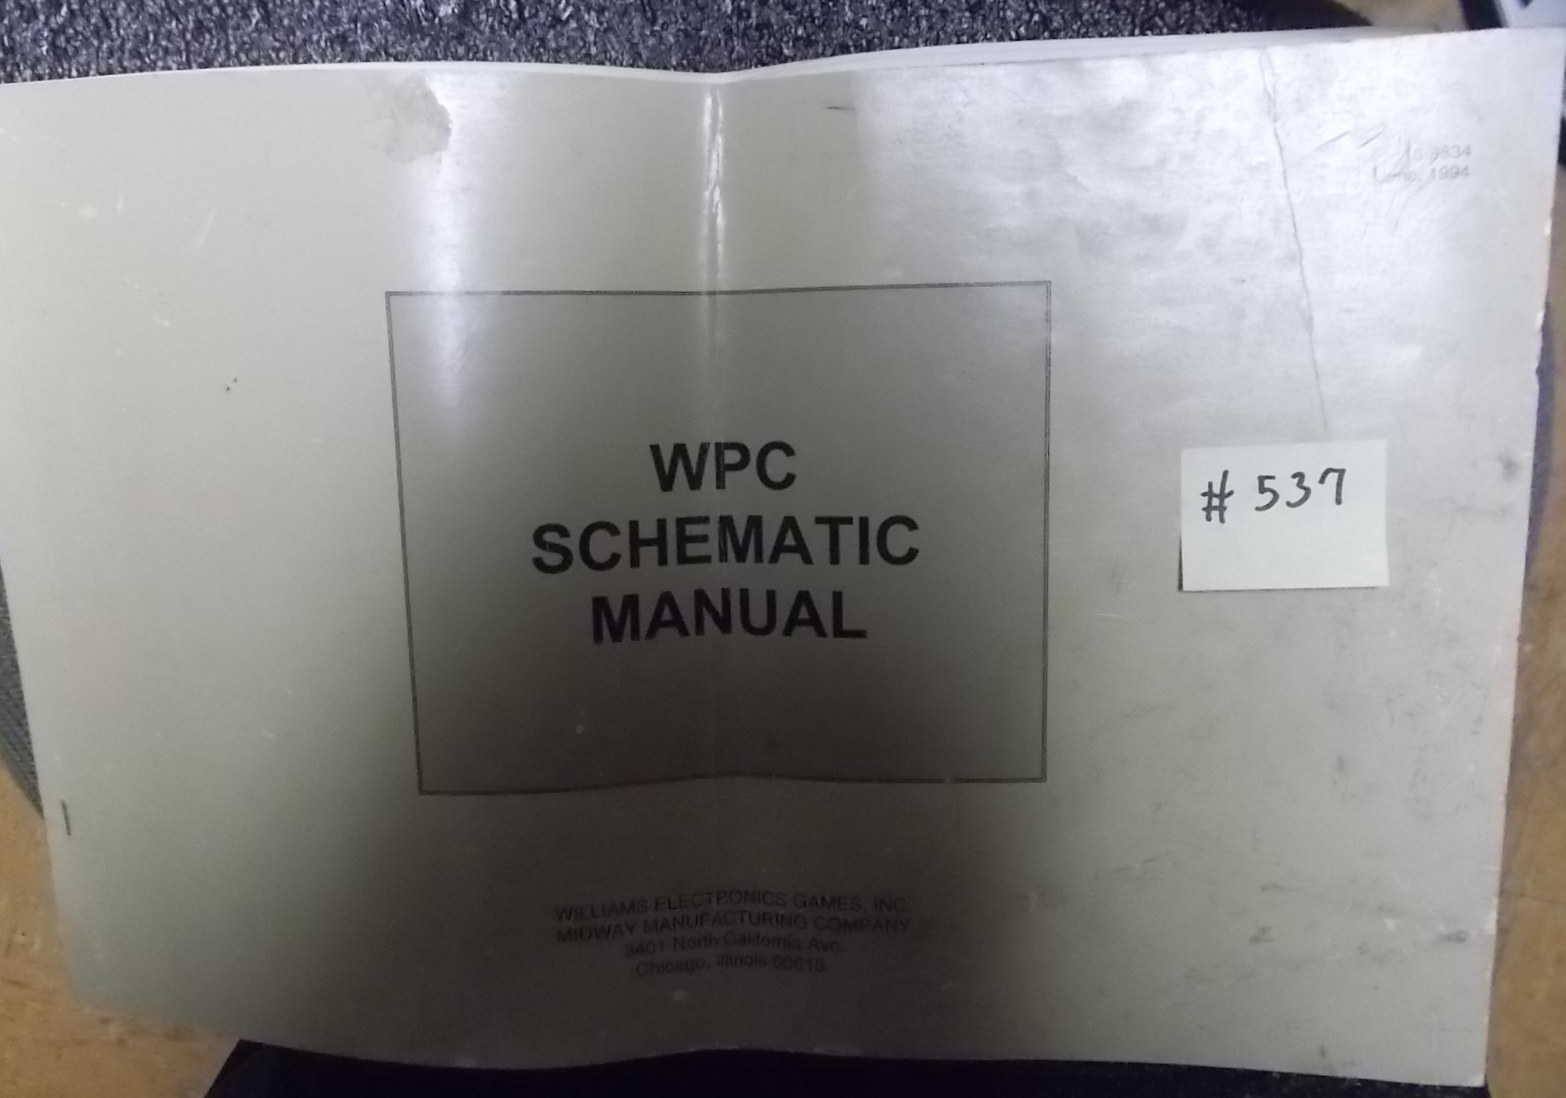 1994
WPC
SCHEMATIC
MANUAL
# 537
WILLIAMS ELECTRONICS GAMES, INC.
MIDWAY MANUFACTURING COMPANY
3401 North California Ave.
Chicago, Illinois 60618